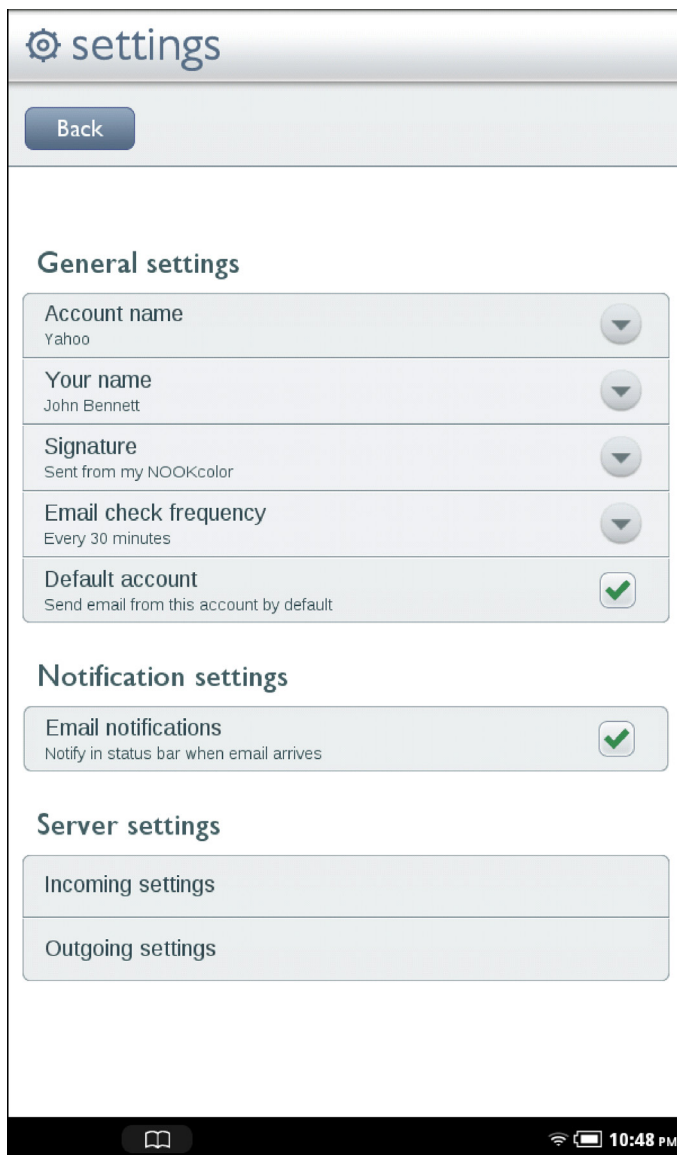 settings
Back
General settings
Account name
Yahoo
Your name
John Bennett
Signature
Sent from my NOOKcolor
Email check frequency
Every 30 minutes
Default account
Send email from this account by default
Notification settings
Email notifications
Notify in status bar when email arrives
Server settings
Incoming settings
Outgoing settings
10:48 PM